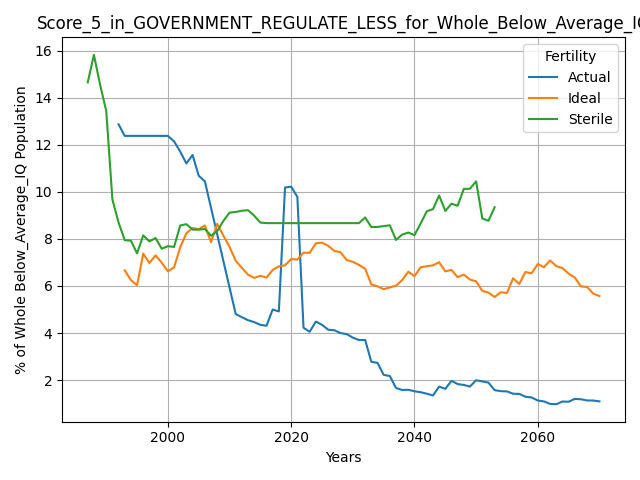 Score_5_in_GOVERNMENT_REGULATE_LESS_for_Whole_Below_Average_IQ
Fertility
Actual
Ideal
Sterile
% of Whole Below_Average_IQ Population
16
14
12
10
8
6
4
2
2000 2020 2040 2060
Years